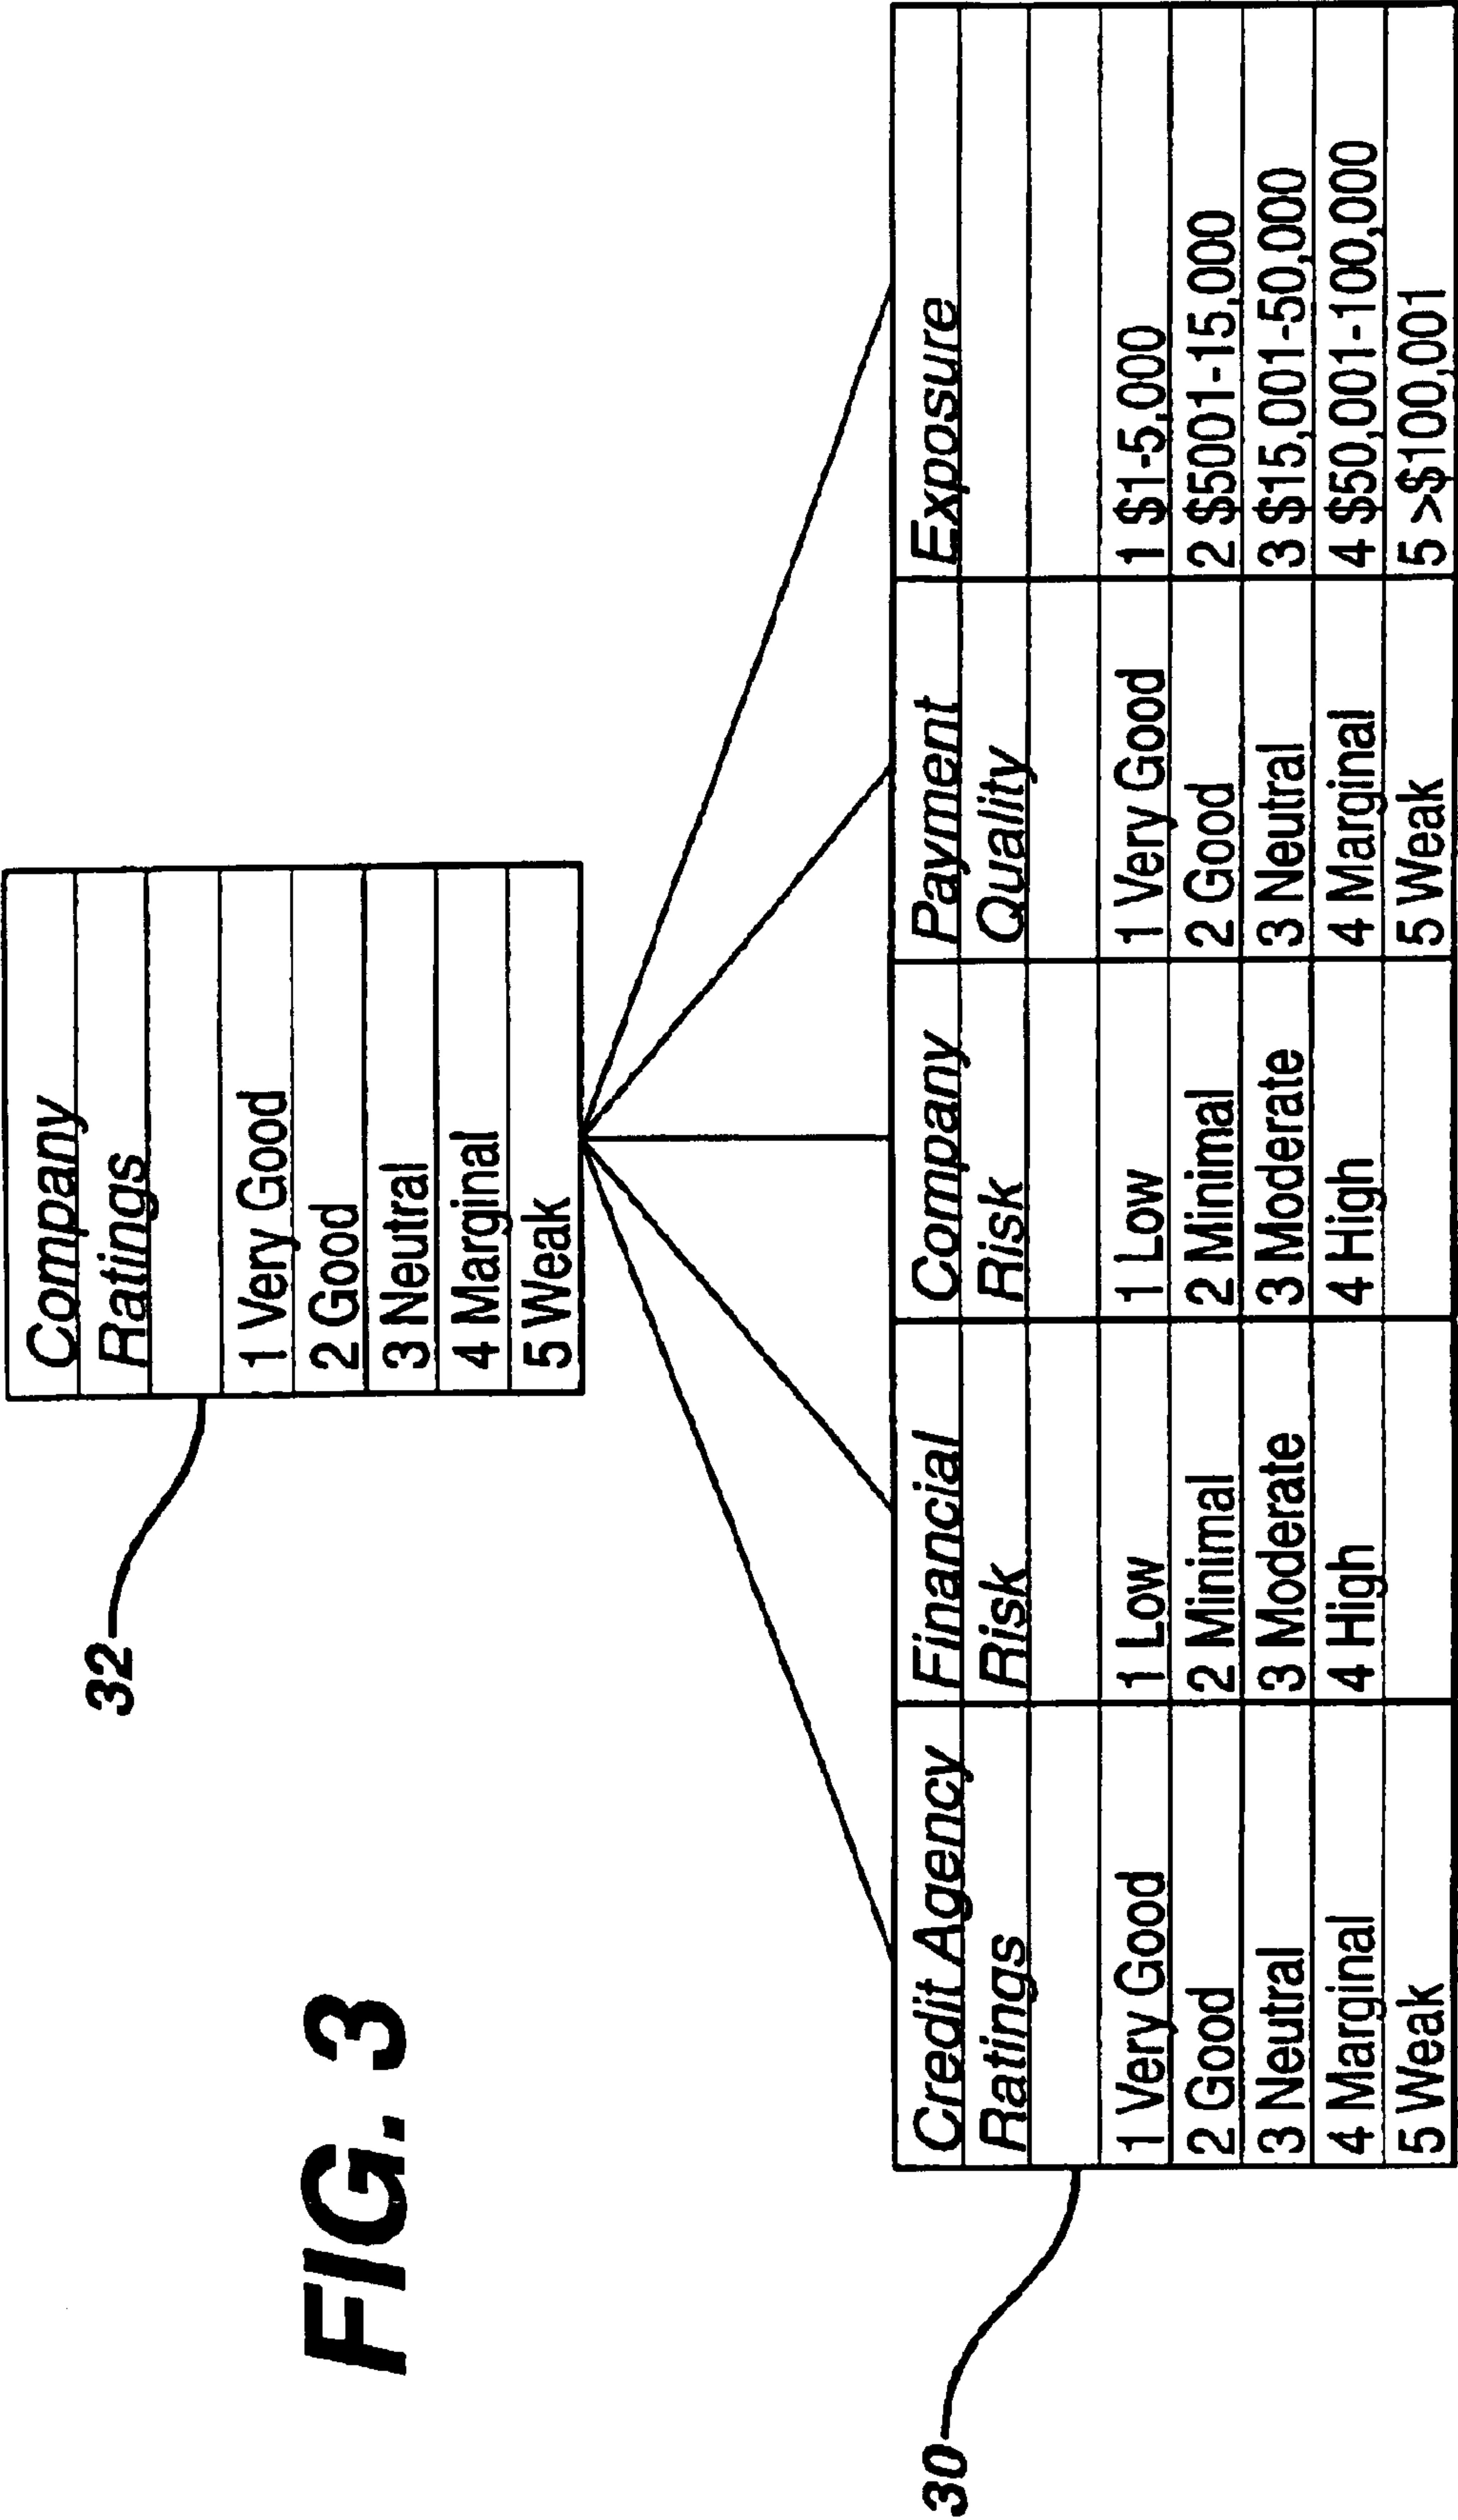 FIG. 3
32
Company
Ratings
1 Very Good
2 Good
3 Neutral
4 Marginal
5 Weak
30
Credit Agency Financial Company Payment Exposure
Ratings Risk Risk Quality
1 Very Good 1 Low 1 Low 1 Very Good 1 $1-5,000
2 Good 2 Minimal 2 Minimal 2 Good 2 $5001-15,000
3 Neutral 3 Moderate 3 Moderate 3 Neutral 3 $15,001-50,000
4 Marginal 4 High 4 High 4 Marginal 4 $50,001-100,000
5 Weak 5 Weak 5 >$100,001